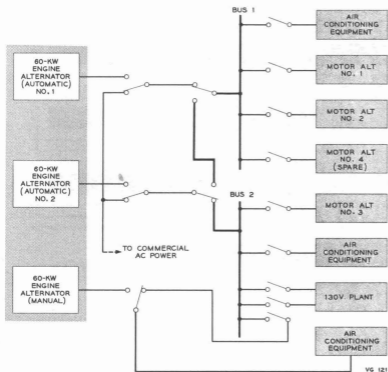 BUS 1
AIR
CONDITIONING
EQUIPMENT
60-KW
ENGINE
ALTERNATOR
(AUTOMATIC)
NO. 1
MOTOR ALT
NO. 1
MOTOR ALT
NO. 2
MOTOR ALT
NO. 4
(SPARE)
60-KW
ENGINE
ALTERNATOR
(AUTOMATIC)
NO. 2
BUS 2
MOTOR ALT
NO. 3
TO COMMERCIAL
AC POWER
AIR
CONDITIONING
EQUIPMENT
60-KW
ENGINE
ALTERNATOR
(MANUAL)
130V PLANT
AIR
CONDITIONING
EQUIPMENT
VG 121